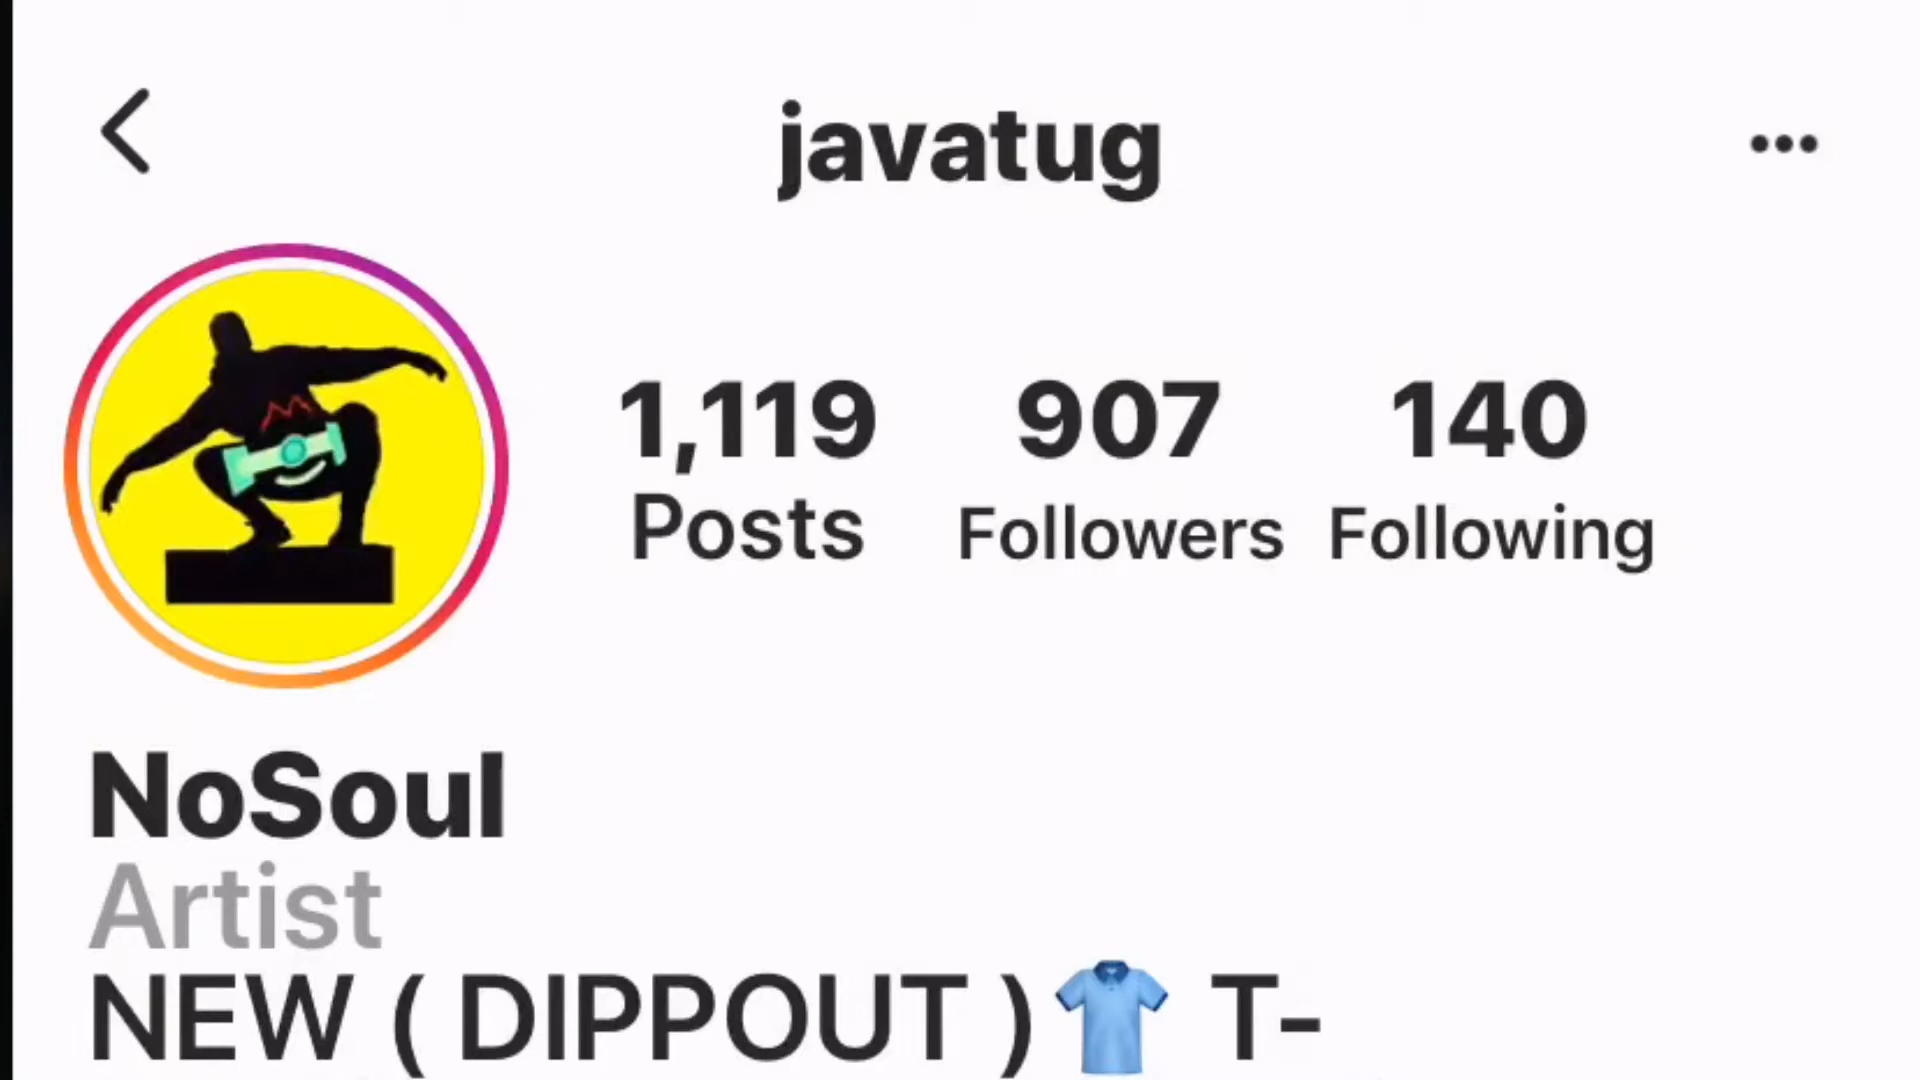 javatug
1,119 907 140
Posts Followers Following
NoSoul
Artist
NEW ( DIPPOUT )👕 T-